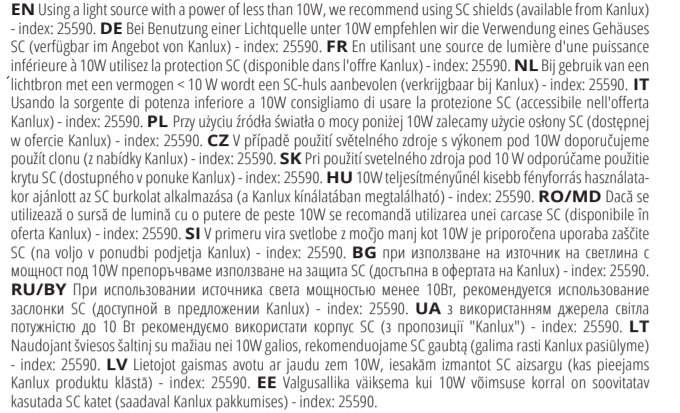 EN Using a light source with a power of less than 10W, we recommend using SC shields (available from Kanlux)
- index: 25590. DE Bei Benutzung einer Lichtquelle unter 10W empfehlen wir die Verwendung eines Gehäuses
SC (verfügbar im Angebot von Kanlux) - index: 25590. FR En utilisant une source de lumière d'une puissance
inférieure à 10W utilisez la protection SC (disponible dans l'offre Kanlux) - index: 25590. NL Bij gebruik van een
´lichtbron met een vermogen < 10 W wordt een SC-huls aanbevolen (verkrijgbaar bij Kanlux) - index: 25590. IT
Usando la sorgente di potenza inferiore a 10W consigliamo di usare la protezione SC (accessibile nell'offerta
Kanlux) - index: 25590. PL Przy użyciu źródła światła o mocy poniżej 10W zalecamy użycie osłony SC (dostępnej
w ofercie Kanlux) - index: 25590. CZ V případě použití světelného zdroje s výkonem pod 10W doporučujeme
použít clonu (z nabídky Kanlux) - index: 25590. SK Pri použití svetelného zdroja pod 10 W odporúčame použitie
krytu SC (dostupného v ponuke Kanlux) - index: 25590. HU 10W teljesítményűnél kisebb fényforrás használata-
kor ajánlott az SC burkolat alkalmazása (a Kanlux kínálatában megtalálható) - index: 25590. RO/MD Dacă se
utilizează o sursă de lumină cu o putere de peste 10W se recomandă utilizarea unei carcase SC (disponibile în
oferta Kanlux) - index: 25590. SI V primeru vira svetlobe z močjo manj kot 10W je priporočena uporaba zaščite
SC (na voljo v ponudbi podjetja Kanlux) - index: 25590. BG при използване на източник на светлина с
мощност под 10W препоръчваме използване на защита SC (достъпна в офертата на Kanlux) - index: 25590.
RU/BY При использовании источника света мощностью менее 10Вт, рекомендуется использование
заслонки SC (доступной в предложении Kanlux) - index: 25590. UA з використанням джерела світла
потужністю до 10 Вт рекомендуємо використати корпус SC (з пропозиції "Kanlux") - index: 25590. LT
Naudojant šviesos šaltinį su mažiau nei 10W galios, rekomenduojame SC gaubtą (galima rasti Kanlux pasiūlyme)
- index: 25590. LV Lietojot gaismas avotu ar jaudu zem 10W, iesakām izmantot SC aizsargu (kas pieejams
Kanlux produktu klāstā) - index: 25590. EE Valgusallika väiksema kui 10W võimsuse korral on soovitatav
kasutada SC katet (saadaval Kanlux pakkumises) - index: 25590.